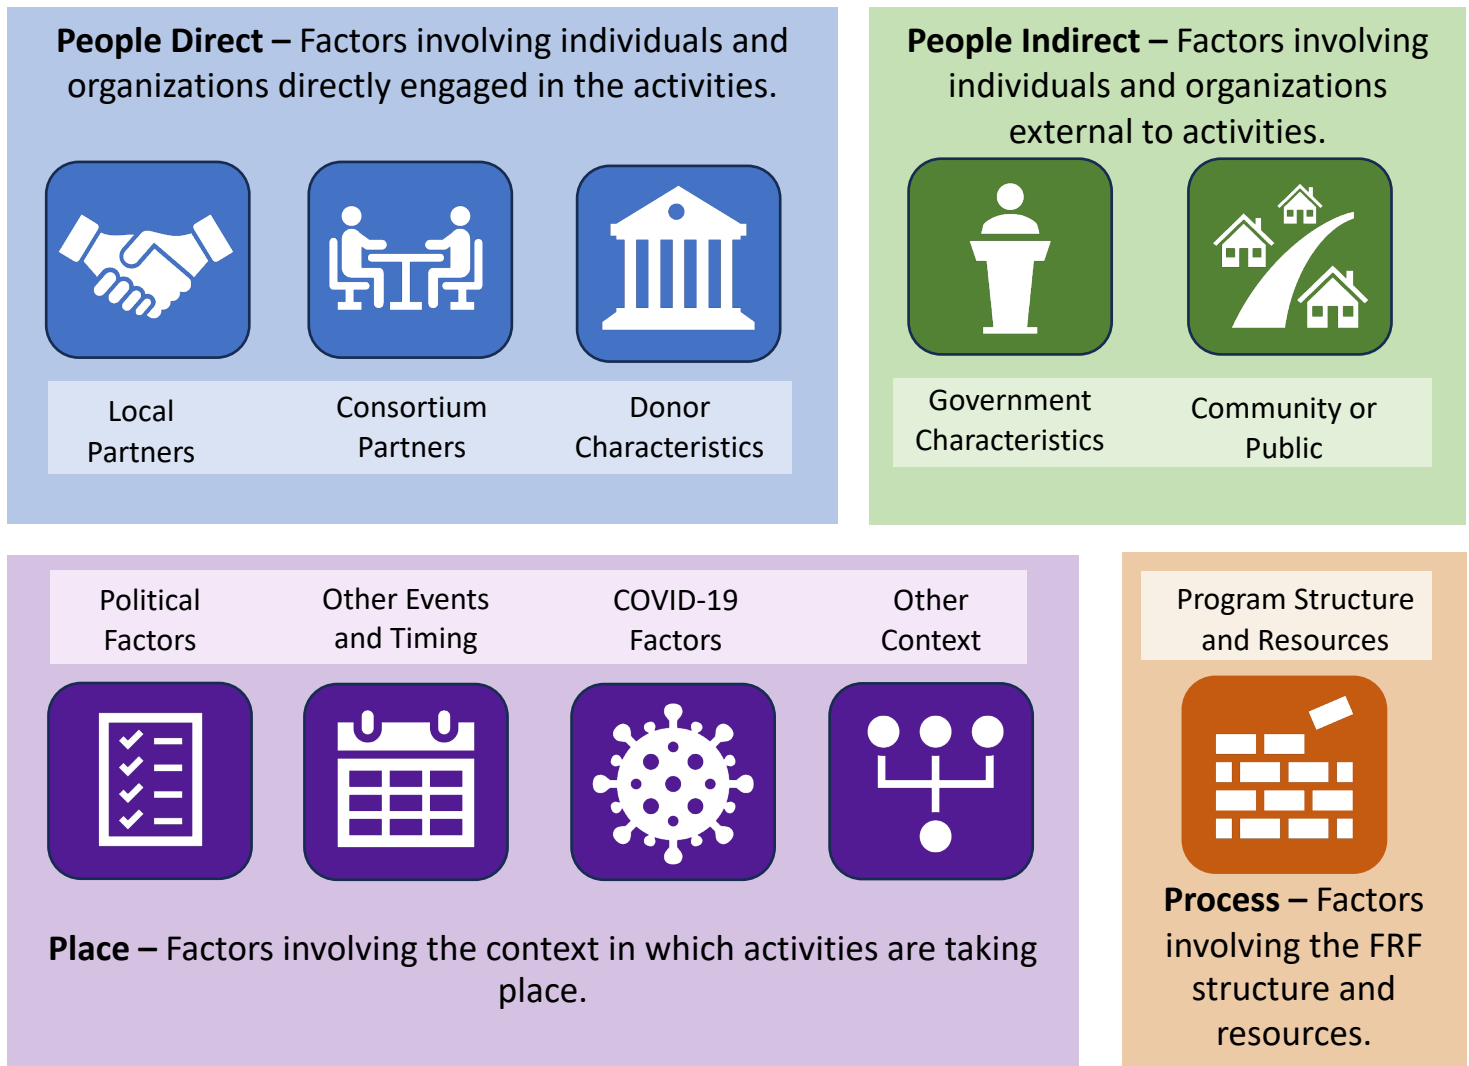 People Direct – Factors involving individuals and
organizations directly engaged in the activities.
Local
Partners
Consortium
Partners
Donor
Characteristics
People Indirect – Factors involving
individuals and organizations
external to activities.
Government
Characteristics
Community or
Public
Political
Factors
Other Events
and Timing
COVID-19
Factors
Other
Context
Place – Factors involving the context in which activities are taking
place.
Program Structure
and Resources
Process – Factors
involving the FRF
structure and
resources.